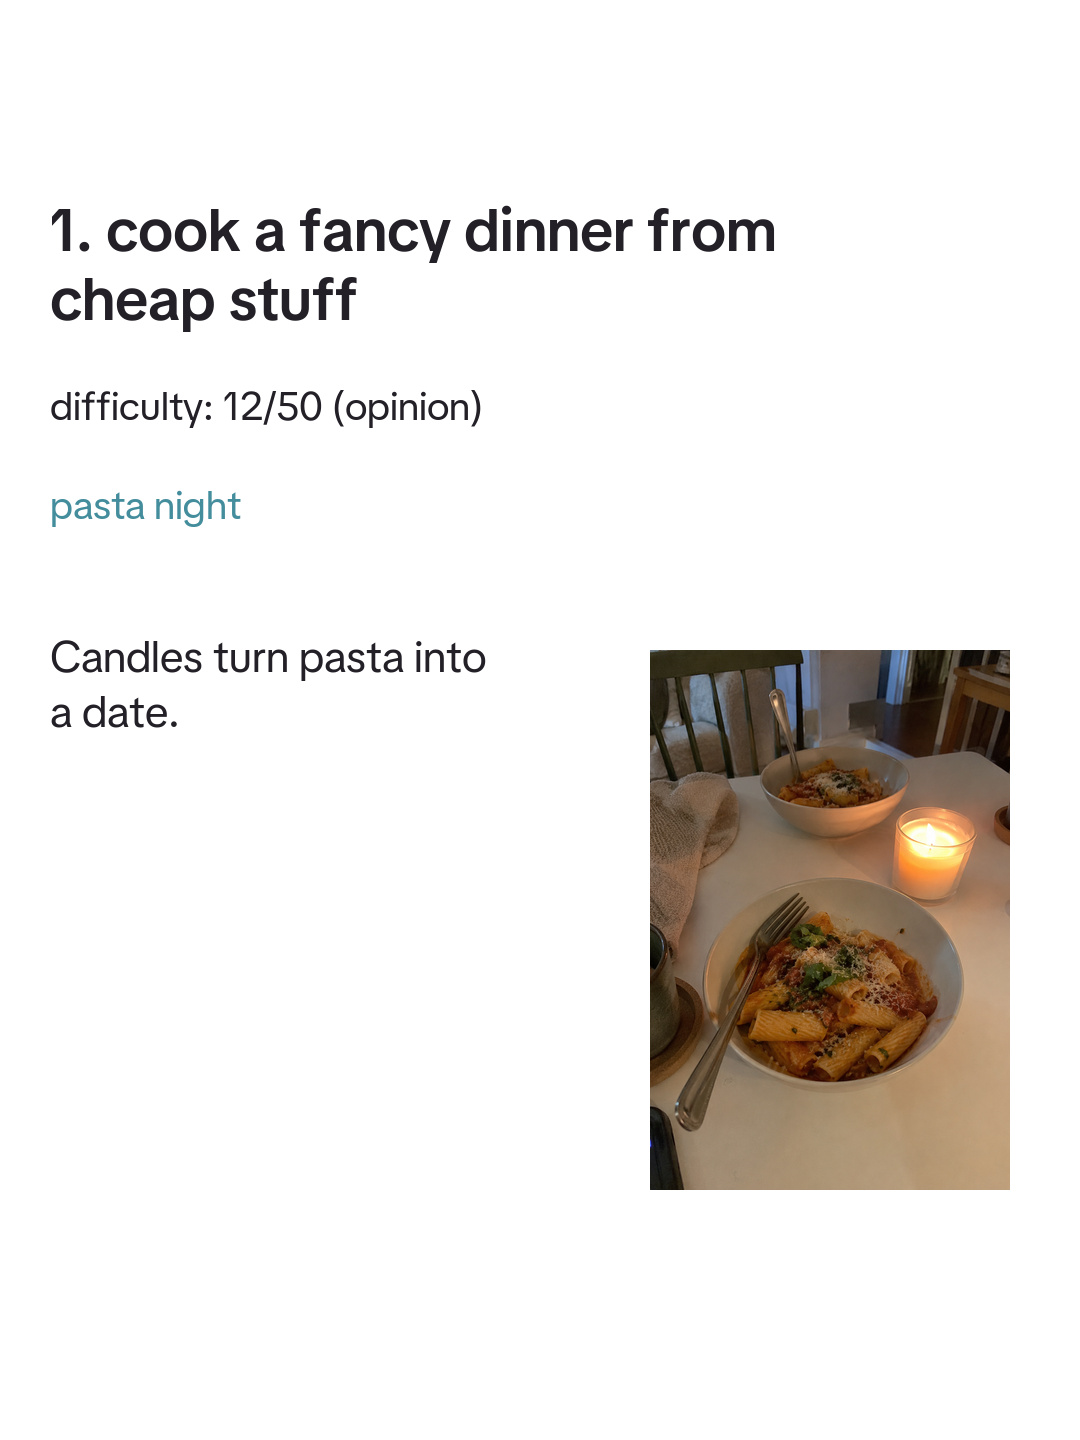 1. cook a fancy dinner from
cheap stuff
difficulty: 12/50 (opinion)
pasta night
Candles turn pasta into
a date.